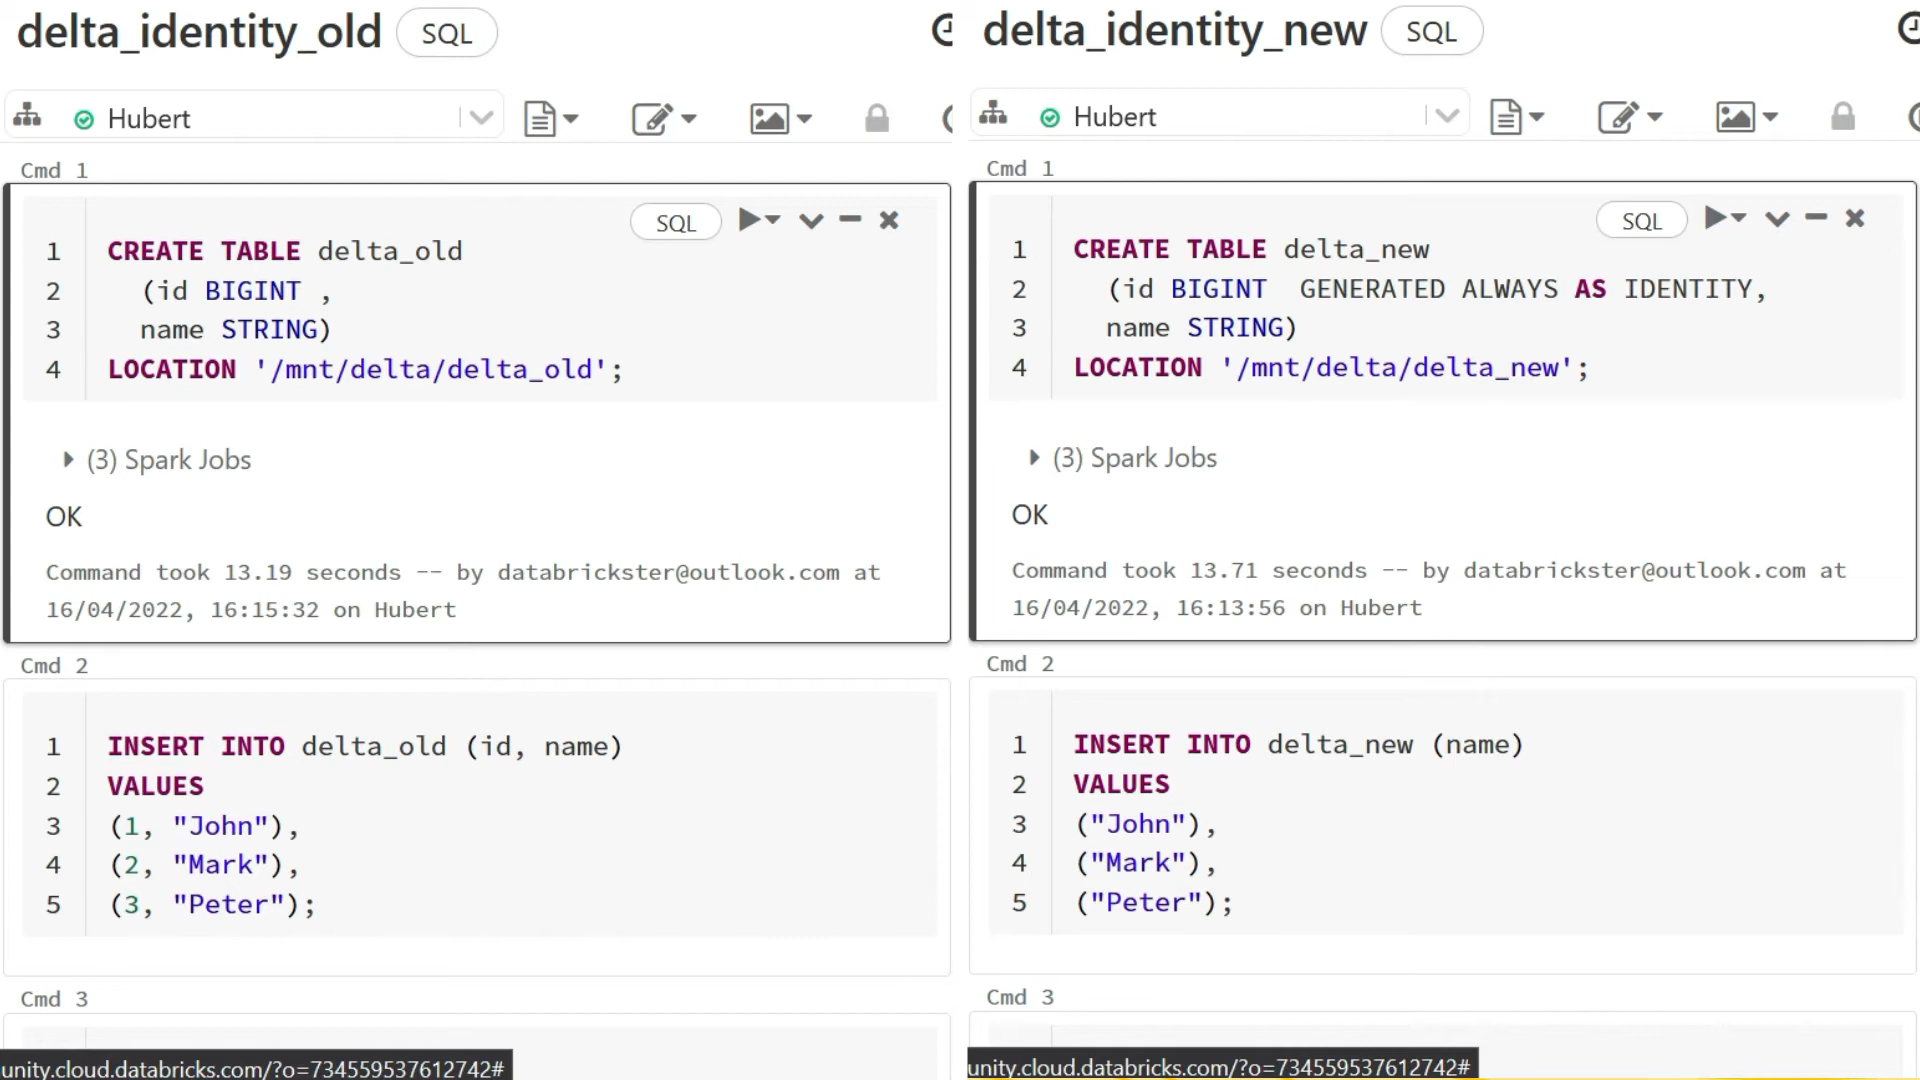 delta_identity_old SQL
Hubert
Cmd 1
SQL
1 CREATE TABLE delta_old
2 (id BIGINT ,
3 name STRING)
4 LOCATION '/mnt/delta/delta_old';
(3) Spark Jobs
OK
Command took 13.19 seconds -- by databrickster@outlook.com at
16/04/2022, 16:15:32 on Hubert
Cmd 2
1 INSERT INTO delta_old (id, name)
2 VALUES
3 (1, "John"),
4 (2, "Mark"),
5 (3, "Peter");
Cmd 3
unity.cloud.databricks.com/?o=734559537612742#
delta_identity_new SQL
Hubert
Cmd 1
SQL
1 CREATE TABLE delta_new
2 (id BIGINT GENERATED ALWAYS AS IDENTITY,
3 name STRING)
4 LOCATION '/mnt/delta/delta_new';
(3) Spark Jobs
OK
Command took 13.71 seconds -- by databrickster@outlook.com at
16/04/2022, 16:13:56 on Hubert
Cmd 2
1 INSERT INTO delta_new (name)
2 VALUES
3 ("John"),
4 ("Mark"),
5 ("Peter");
Cmd 3
unity.cloud.databricks.com/?o=734559537612742#